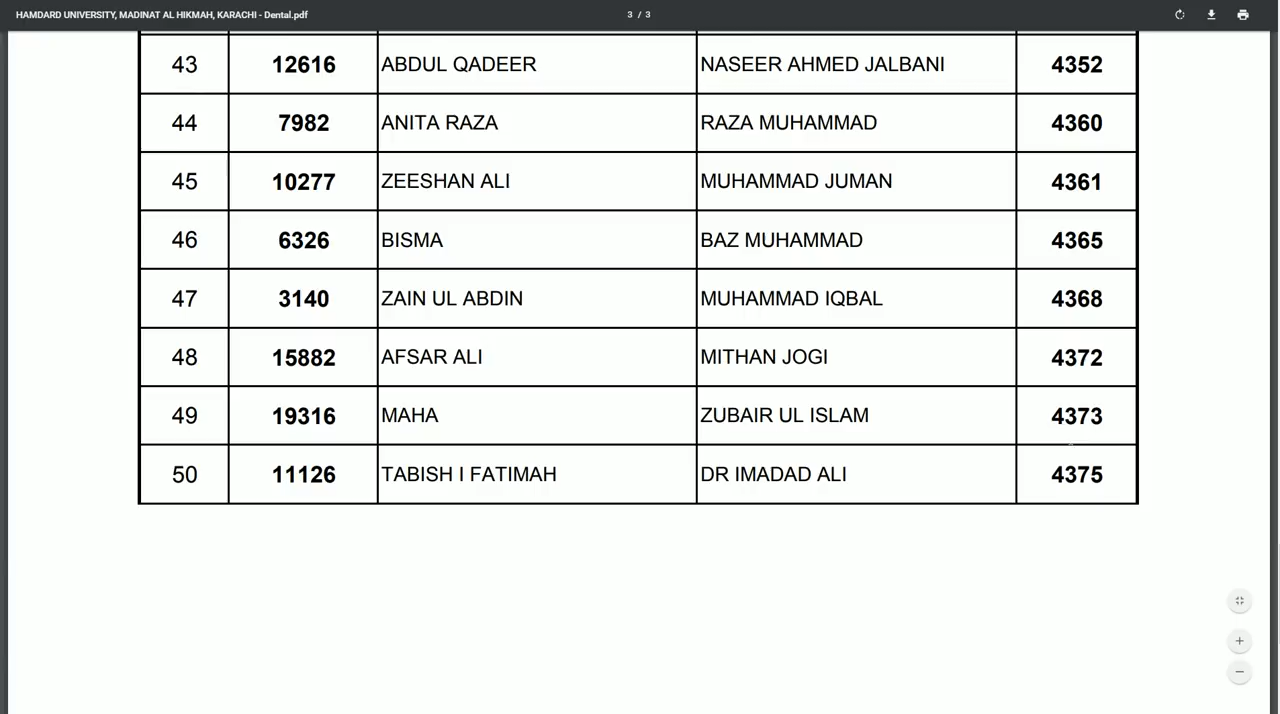 HAMDARD UNIVERSITY, MADINAT AL HIKMAH, KARACHI - Dental.pdf 3 / 3
43 12616 ABDUL QADEER NASEER AHMED JALBANI 4352
44 7982 ANITA RAZA RAZA MUHAMMAD 4360
45 10277 ZEESHAN ALI MUHAMMAD JUMAN 4361
46 6326 BISMA BAZ MUHAMMAD 4365
47 3140 ZAIN UL ABDIN MUHAMMAD IQBAL 4368
48 15882 AFSAR ALI MITHAN JOGI 4372
49 19316 MAHA ZUBAIR UL ISLAM 4373
50 11126 TABISH I FATIMAH DR IMADAD ALI 4375